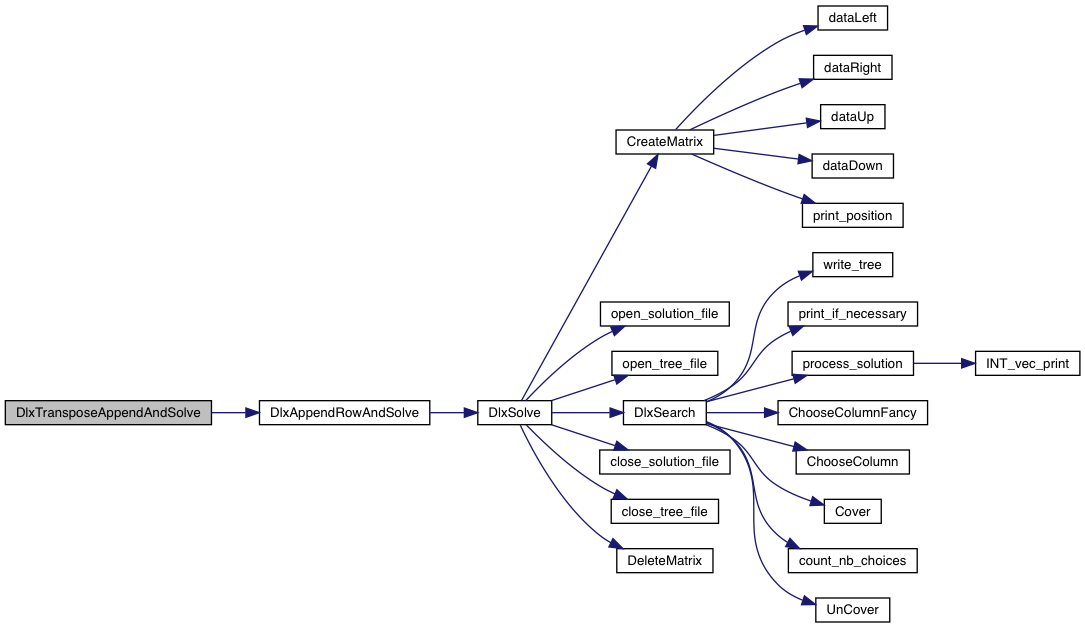 dataLeft
dataRight
dataUp
CreateMatrix
dataDown
print_position
write_tree
open_solution_file
print_if_necessary
open_tree_file
process_solution
INT_vec_print
DlxTransposeAppendAndSolve
DlxAppendRowAndSolve
DlxSolve
DlxSearch
ChooseColumnFancy
close_solution_file
ChooseColumn
close_tree_file
Cover
DeleteMatrix
count_nb_choices
UnCover